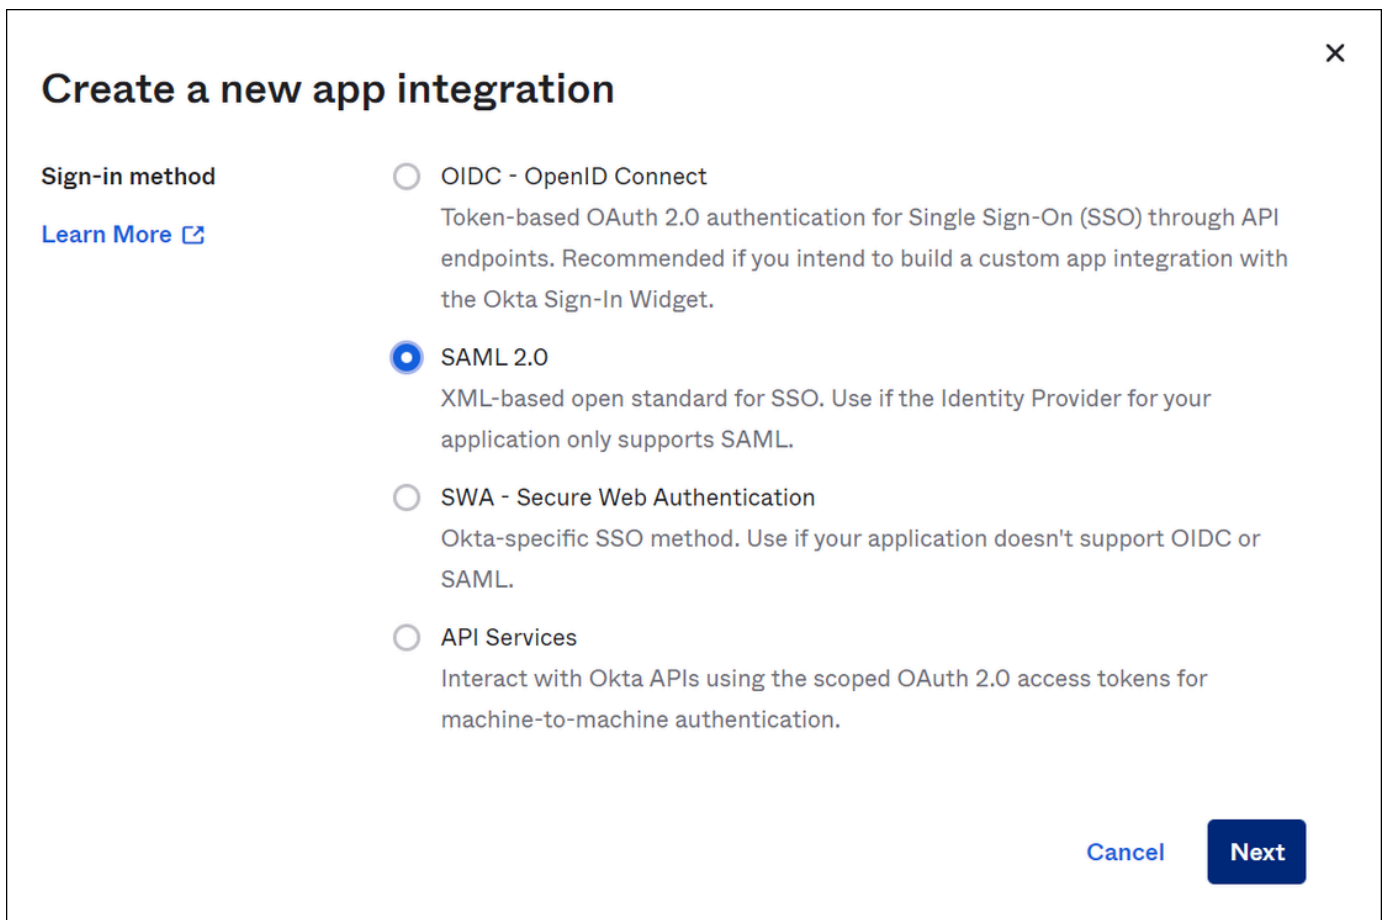 Create a new app integration
Sign-in method
Learn More
OIDC - OpenID Connect
Token-based OAuth 2.0 authentication for Single Sign-On (SSO) through API
endpoints. Recommended if you intend to build a custom app integration with
the Okta Sign-In Widget.
SAML 2.0
XML-based open standard for SSO. Use if the Identity Provider for your
application only supports SAML.
SWA - Secure Web Authentication
Okta-specific SSO method. Use if your application doesn't support OIDC or
SAML.
API Services
Interact with Okta APIs using the scoped OAuth 2.0 access tokens for
machine-to-machine authentication.
Cancel
Next